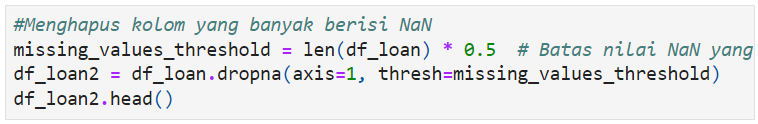 #Menghapus kolom yang banyak berisi NaN
missing_values_threshold = len(df_loan) * 0.5  # Batas nilai NaN yang
df_loan2 = df_loan.dropna(axis=1, thresh=missing_values_threshold)
df_loan2.head()